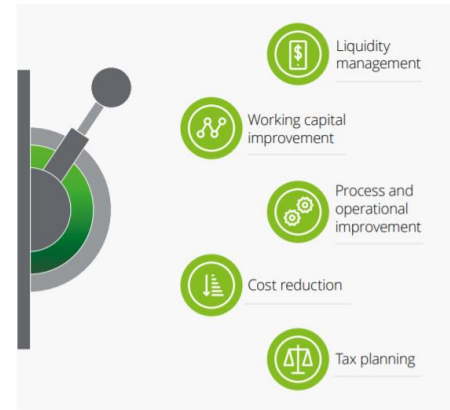 $
Liquidity
management
Working capital
improvement
Process and
operational
improvement
Cost reduction
Tax planning